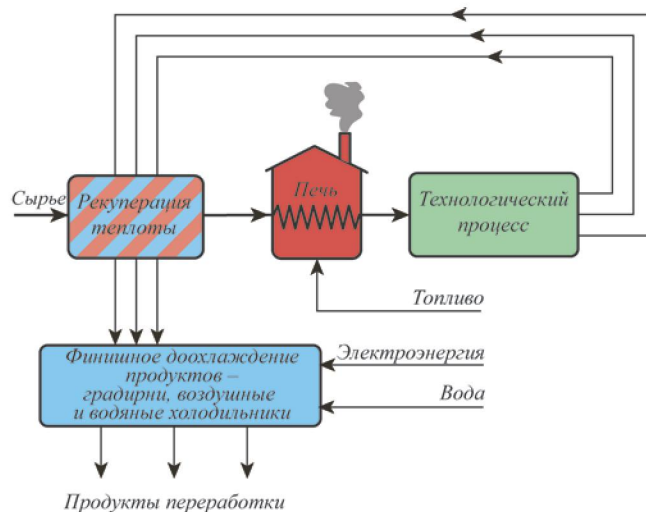 Сырье
Рекуперация
теплоты
Печь
Технологический
процесс
Топливо
Финишное доохлаждение
продуктов –
градирни, воздушные
и водяные холодильники
Электроэнергия
Вода
Продукты переработки